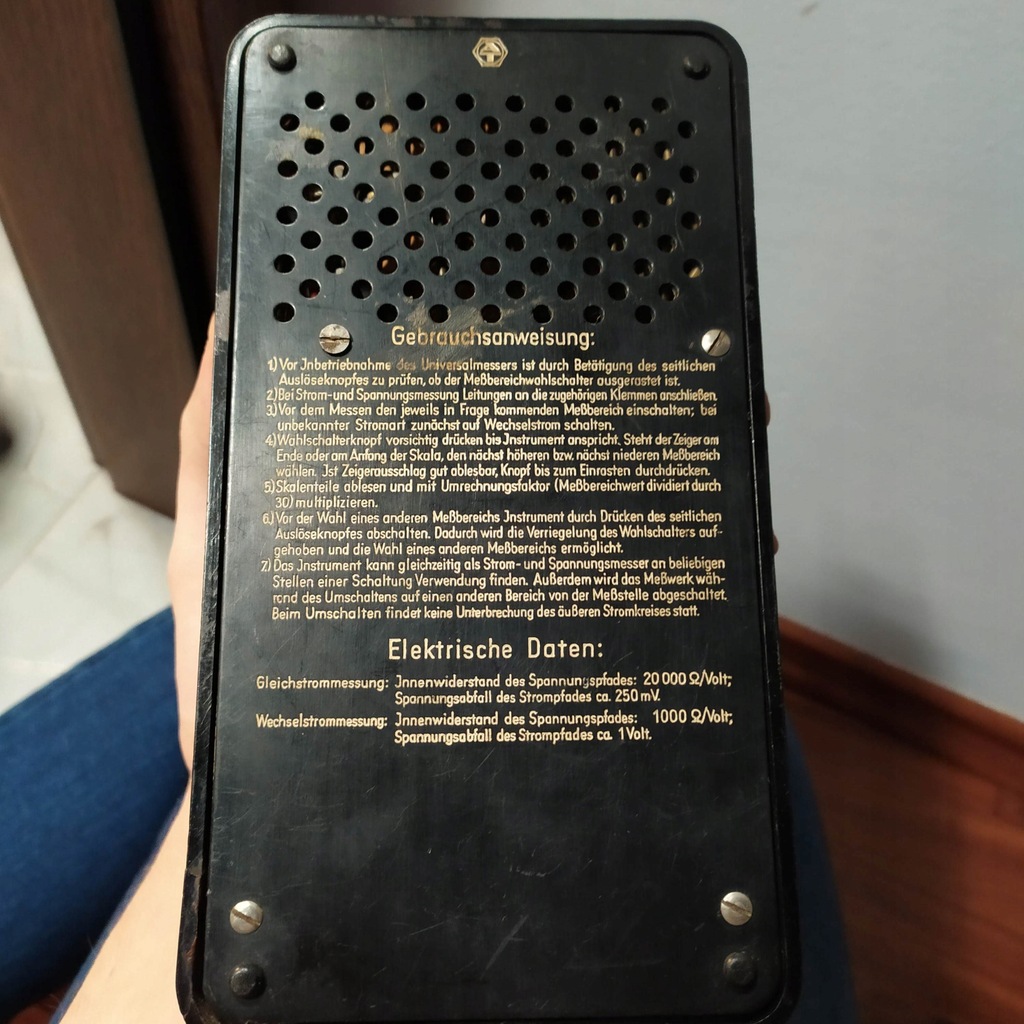 Gebrauchsanweisung:
1) Vor Jnbetriebnahme des Universalmessers ist durch Betätigung des seitlichen
Auslöseknopfes zu prüfen, ob der Meßbereichwahlschalter ausgerastet ist.
2) Bei Strom- und Spannungsmessung Leitungen an die zugehörigen Klemmen anschließen.
3) Vor dem Messen den jeweils in Frage kommenden Meßbereich einschalten; bei
unbekannter Stromart zunächst auf Wechselstrom schalten.
4) Wahlschalterknopf vorsichtig drücken bis Jnstrument anspricht. Steht der Zeiger am
Ende oder am Anfang der Skala, den nächst höheren bzw. nächst niederen Meßbereich
wählen. Jst Zeigerausschlag gut ablesbar, Knopf bis zum Einrasten durchdrücken.
5) Skalenteile ablesen und mit Umrechnungsfaktor (Meßbereichwert dividiert durch
30) multiplizieren.
6) Vor der Wahl eines anderen Meßbereichs Jnstrument durch Drücken des seitlichen
Auslöseknopfes abschalten. Dadurch wird die Verriegelung des Wahlschalters auf-
gehoben und die Wahl eines anderen Meßbereichs ermöglicht.
7) Das Jnstrument kann gleichzeitig als Strom- und Spannungsmesser an beliebigen
Stellen einer Schaltung Verwendung finden. Außerdem wird das Meßwerk wäh-
rend des Umschaltens auf einen anderen Bereich von der Meßstelle abgeschaltet.
Beim Umschalten findet keine Unterbrechung des äußeren Stromkreises statt.
Elektrische Daten:
Gleichstrommessung: Jnnenwiderstand des Spannungspfades: 20 000 Ω/Volt;
Spannungsabfall des Strompfades ca. 250 mV.
Wechselstrommessung: Jnnenwiderstand des Spannungspfades: 1000 Ω/Volt;
Spannungsabfall des Strompfades ca. 1 Volt.